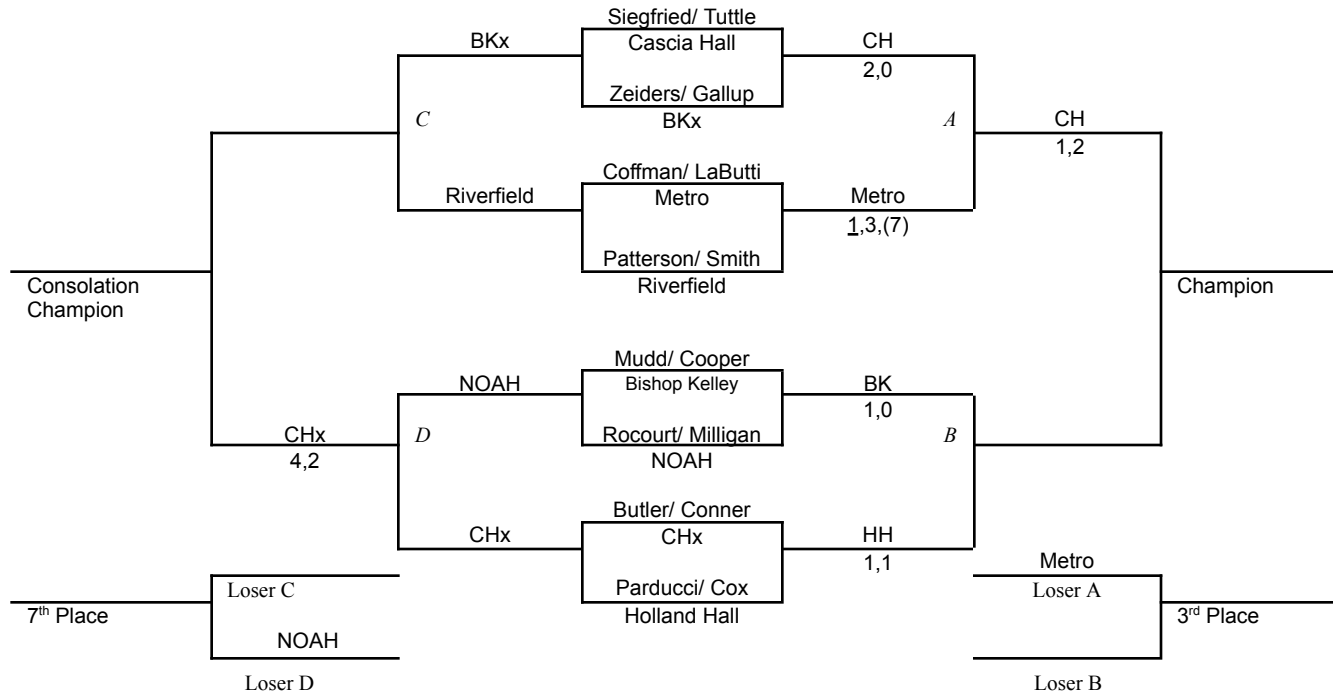 Siegfried/ Tuttle
BKx
Cascia Hall
CH
2,0
Zeiders/ Gallup
BKx
C
A
CH
1,2
Coffman/ LaButti
Riverfield
Metro
Metro
1,3,(7)
Patterson/ Smith
Riverfield
Consolation
Champion
Champion
Mudd/ Cooper
NOAH
Bishop Kelley
BK
1,0
CHx
4,2
D
Rocourt/ Milligan
NOAH
B
Butler/ Conner
CHx
CHx
HH
1,1
Metro
Loser C
Parducci/ Cox
Loser A
7th Place
Holland Hall
3rd Place
NOAH
Loser D
Loser B